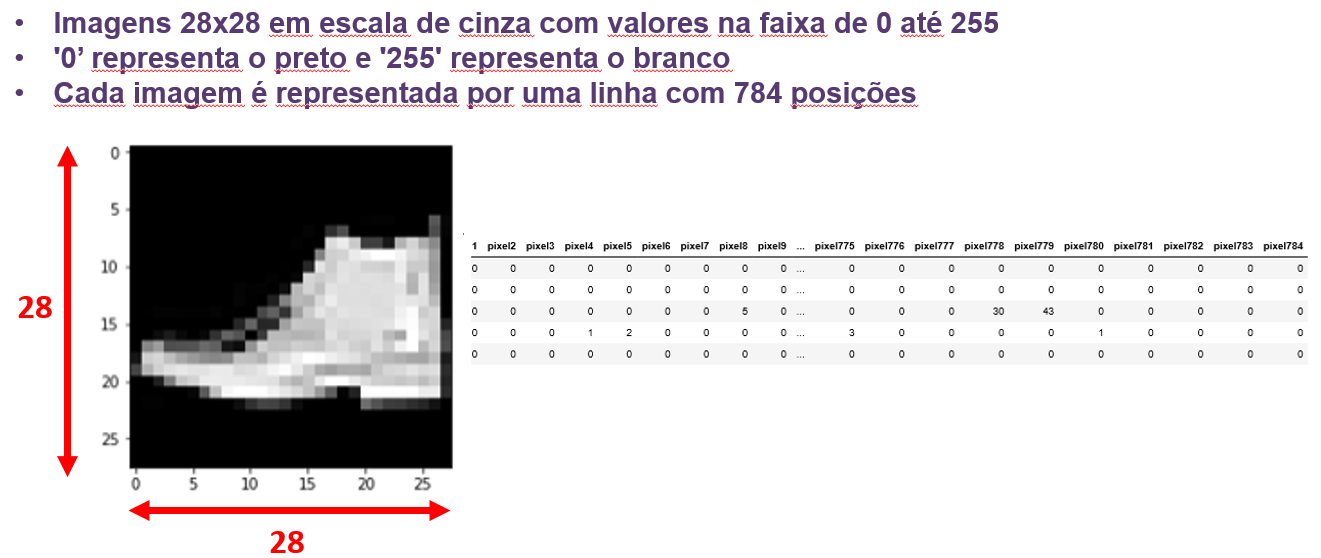 • Imagens 28x28 em escala de cinza com valores na faixa de 0 até 255
• '0’ representa o preto e '255' representa o branco
• Cada imagem é representada por uma linha com 784 posições
0
5
10
15
20
25
0 5 10 15 20 25
28
28
1 pixel2 pixel3 pixel4 pixel5 pixel6 pixel7 pixel8 pixel9 ... pixel775 pixel776 pixel777 pixel778 pixel779 pixel780 pixel781 pixel782 pixel783 pixel784
0 0 0 0 0 0 0 0 0 ... 0 0 0 0 0 0 0 0 0 0
0 0 0 0 0 0 0 0 0 ... 0 0 0 0 0 0 0 0 0 0
0 0 0 0 0 0 0 5 0 ... 0 0 0 30 43 0 0 0 0 0
0 0 0 1 2 0 0 0 0 ... 3 0 0 0 0 1 0 0 0 0
0 0 0 0 0 0 0 0 0 ... 0 0 0 0 0 0 0 0 0 0